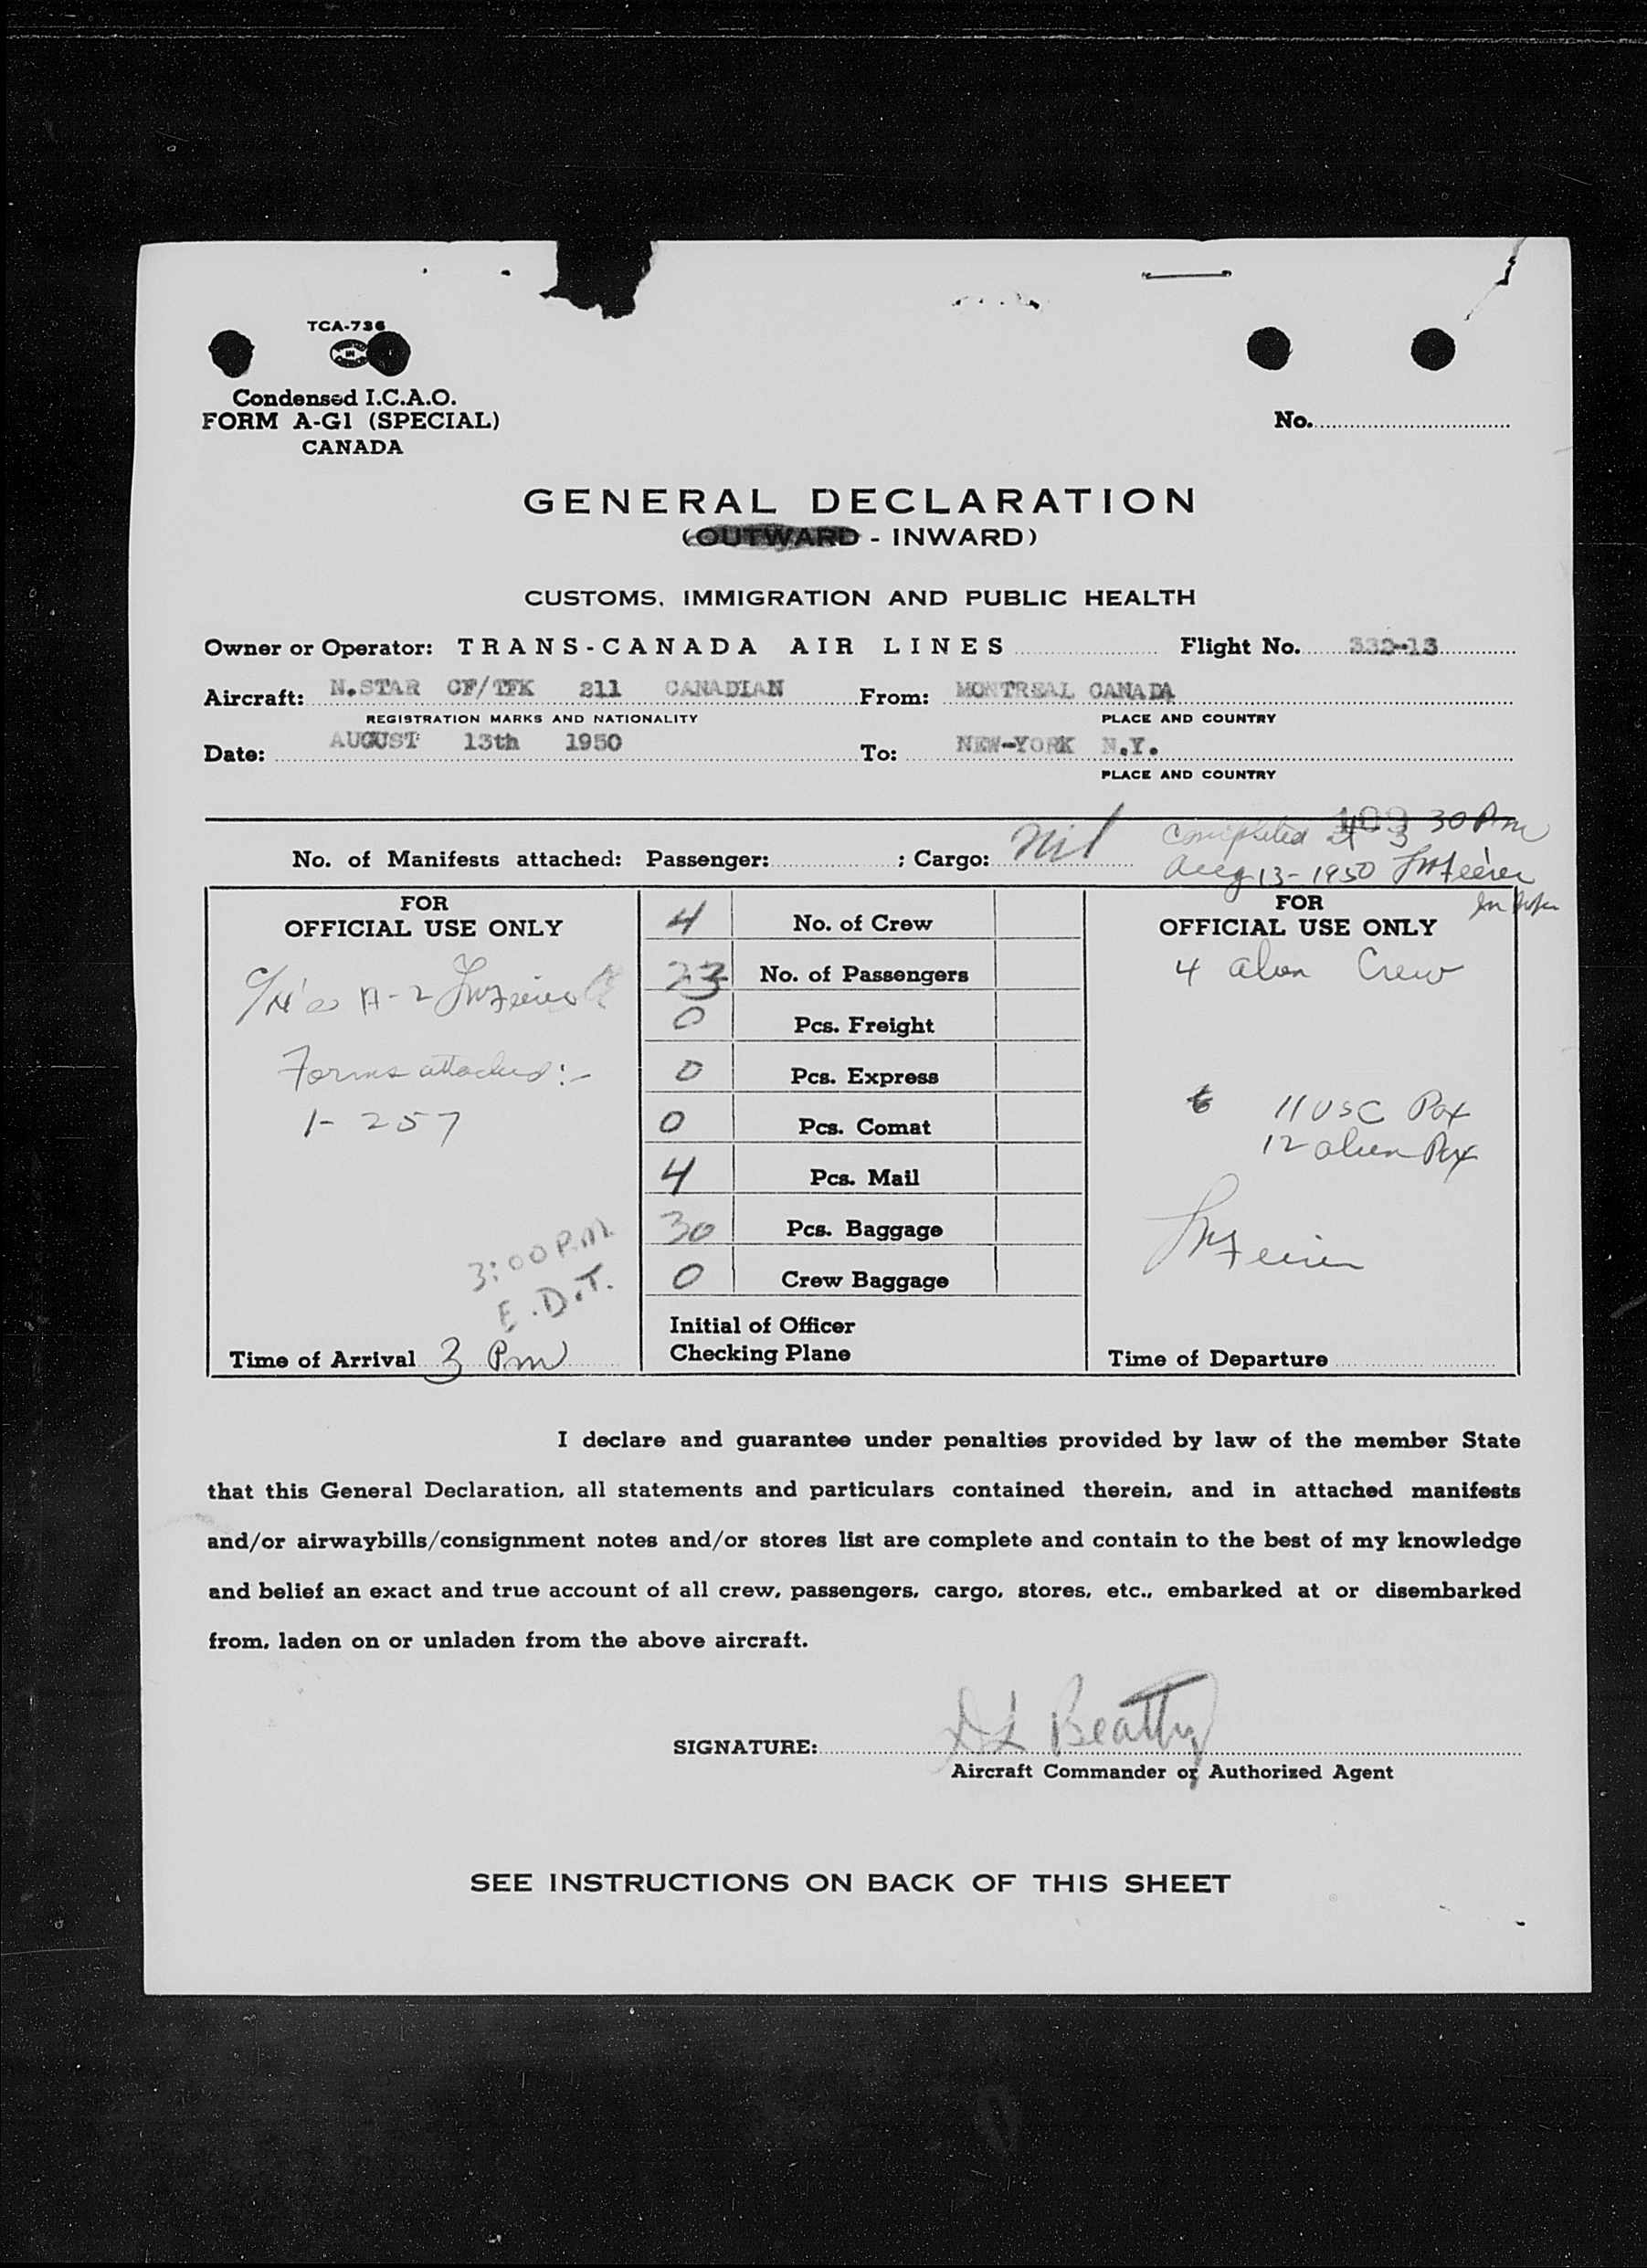 TCA-736
Condensed I.C.A.O.
FORM A-G1 (SPECIAL)
CANADA
No.
GENERAL DECLARATION
(OUTWARD - INWARD)
CUSTOMS, IMMIGRATION AND PUBLIC HEALTH
Owner or Operator: TRANS-CANADA AIR LINES Flight No. 332-13
Aircraft: N.STAR CF/TFK 211 CANADIAN From: MONTREAL CANADA
REGISTRATION MARKS AND NATIONALITY PLACE AND COUNTRY
Date: AUGUST 13th 1950 To: NEW-YORK N.Y.
PLACE AND COUNTRY
completed 3 30 Pm
No. of Manifests attached: Passenger: ; Cargo: Nil
Aug 13-1950
FOR
OFFICIAL USE ONLY
A-2
Forms attached:-
1- 257
3:00 P.M.
E.D.T.
Time of Arrival 3 Pm
4 No. of Crew
23 No. of Passengers
0 Pcs. Freight
0 Pcs. Express
0 Pcs. Comat
4 Pcs. Mail
30 Pcs. Baggage
0 Crew Baggage
Initial of Officer
Checking Plane
FOR
OFFICIAL USE ONLY
4 alien Crew
11 USC Pax
12 alien Pax
Time of Departure
I declare and guarantee under penalties provided by law of the member State
that this General Declaration, all statements and particulars contained therein, and in attached manifests
and/or airwaybills/consignment notes and/or stores list are complete and contain to the best of my knowledge
and belief an exact and true account of all crew, passengers, cargo, stores, etc., embarked at or disembarked
from, laden on or unladen from the above aircraft.
SIGNATURE: DL Beatty
Aircraft Commander or Authorized Agent
SEE INSTRUCTIONS ON BACK OF THIS SHEET